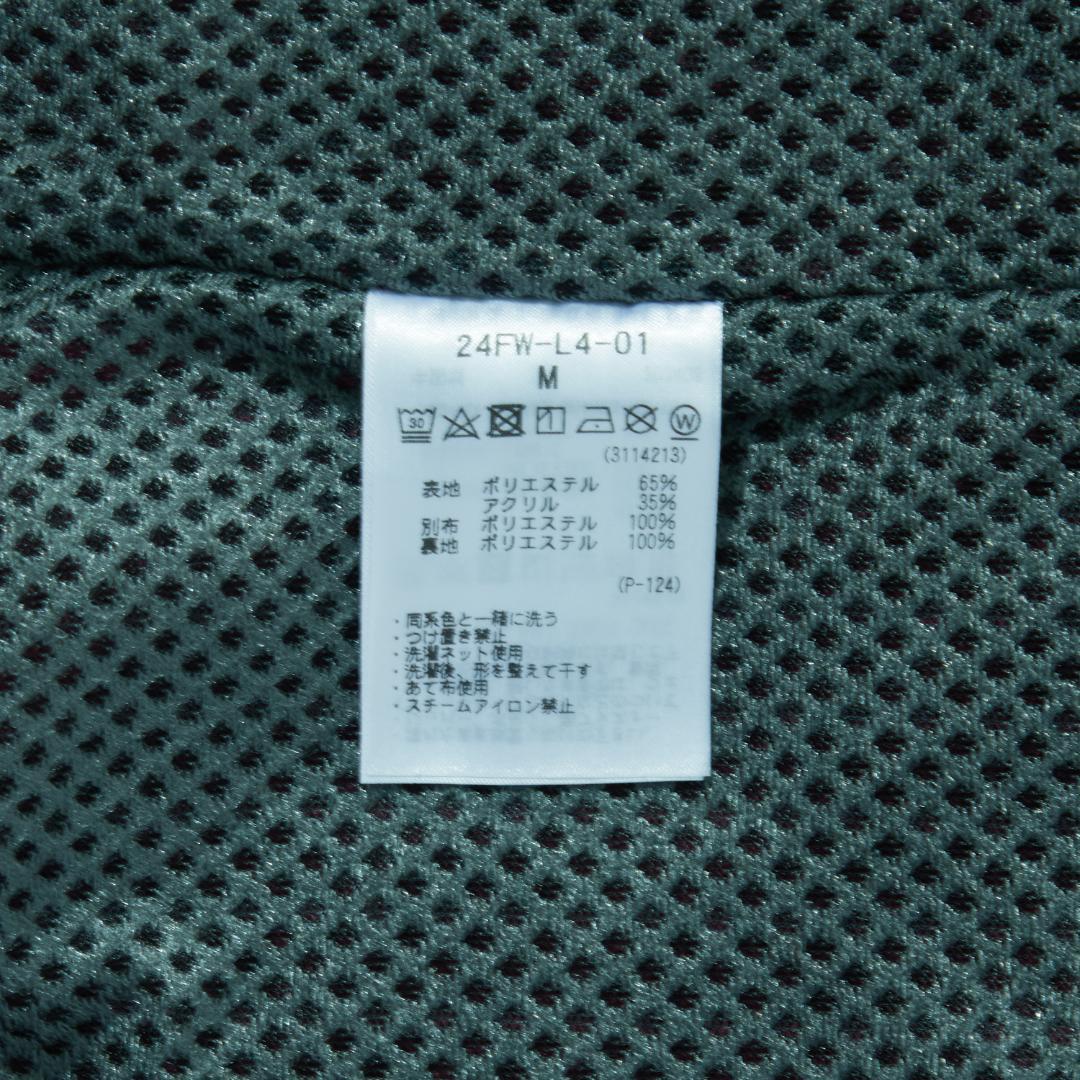 24FW-L4-01
M
30 W
(3114213)
表地 ポリエステル 65%
アクリル 35%
別布 ポリエステル 100%
裏地 ポリエステル 100%
(P-124)
・同系色と一緒に洗う
・つけ置き禁止
・洗濯ネット使用
・洗濯後、形を整えて干す
・あて布使用
・スチームアイロン禁止